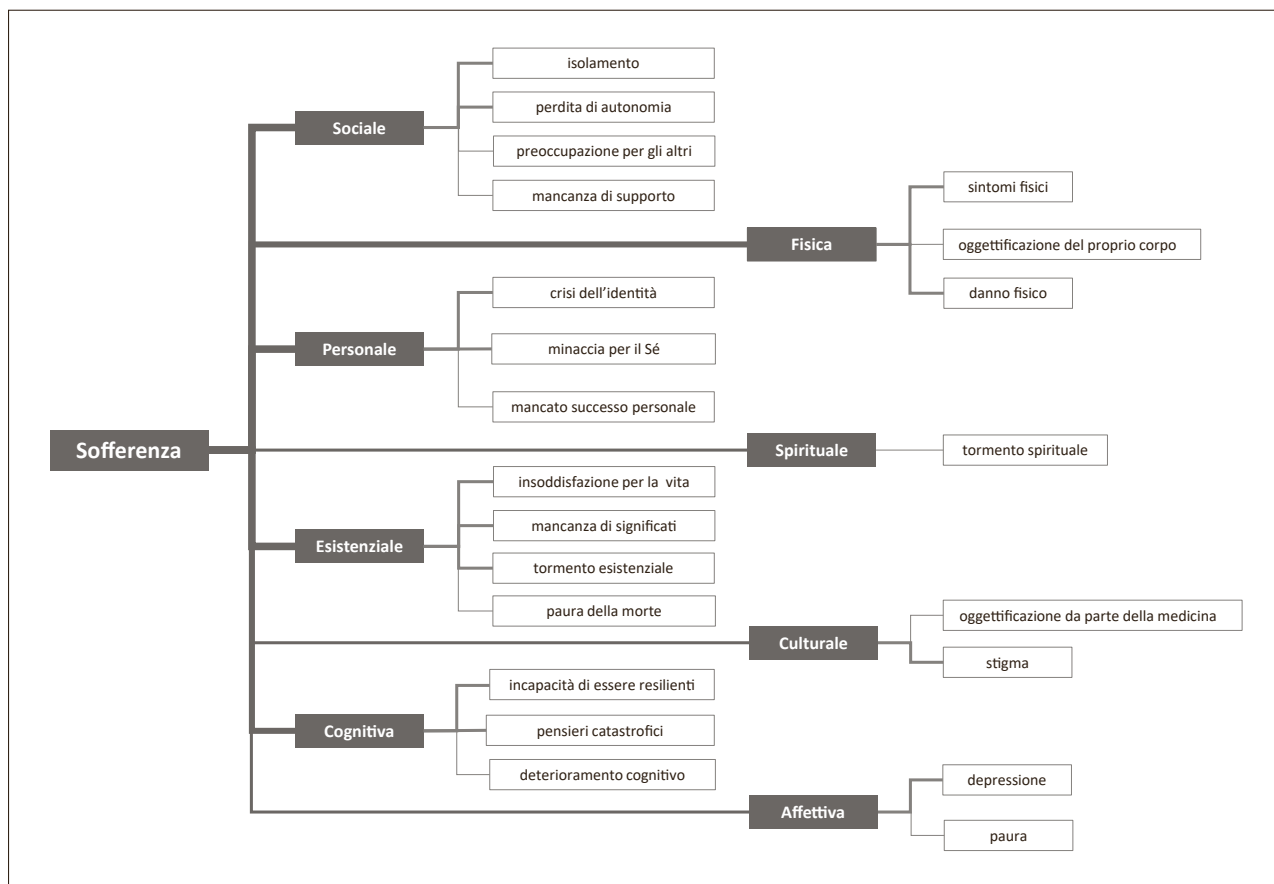 isolamento
perdita di autonomia
Sociale
preoccupazione per gli altri
mancanza di supporto
sintomi fisici
Fisica
oggettificazione del proprio corpo
danno fisico
crisi dell’identità
Personale
minaccia per il Sé
mancato successo personale
Sofferenza
Spirituale
tormento spirituale
insoddisfazione per la vita
mancanza di significati
Esistenziale
tormento esistenziale
paura della morte
oggettificazione da parte della medicina
Culturale
stigma
incapacità di essere resilienti
Cognitiva
pensieri catastrofici
deterioramento cognitivo
depressione
Affettiva
paura